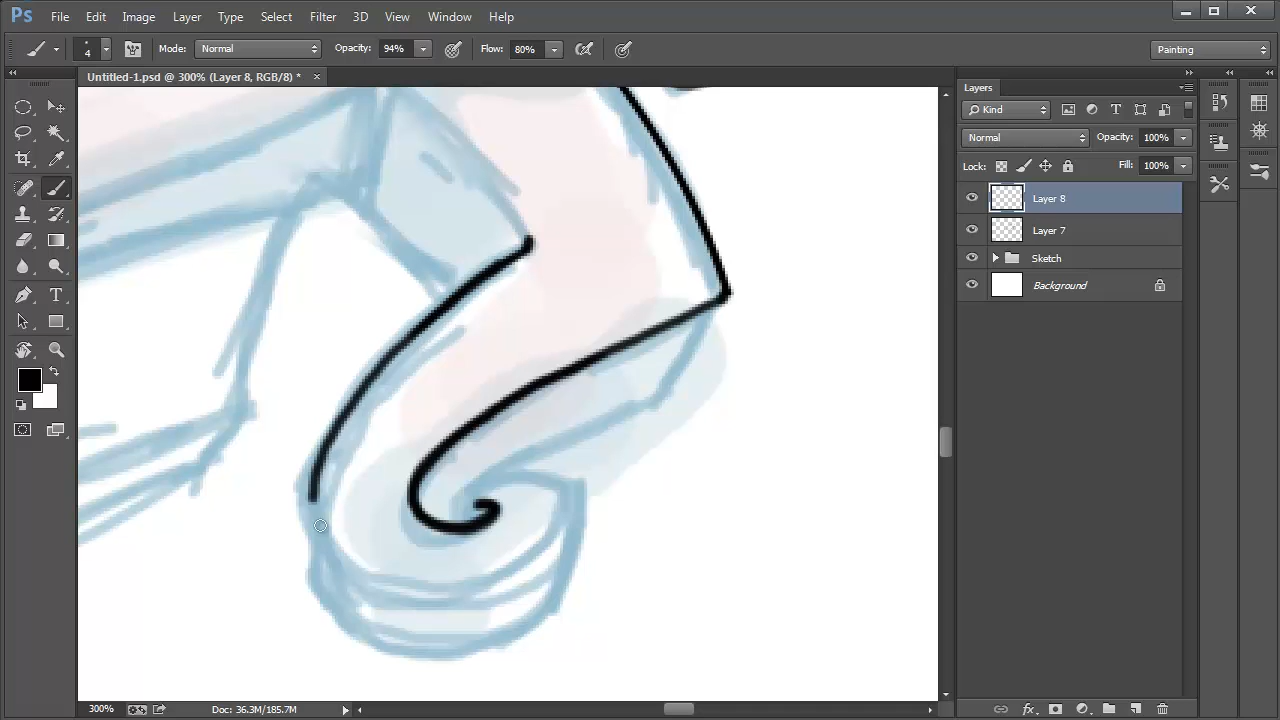 Ps File Edit Image Layer Type Select Filter 3D View Window Help
4 Mode: Normal Opacity: 94% Flow: 80% Painting
Untitled-1.psd @ 300% (Layer 8, RGB/8) *
Layers
Kind
Normal Opacity: 100%
Lock: Fill: 100%
Layer 8
Layer 7
Sketch
Background
300% Doc: 36.3M/185.7M